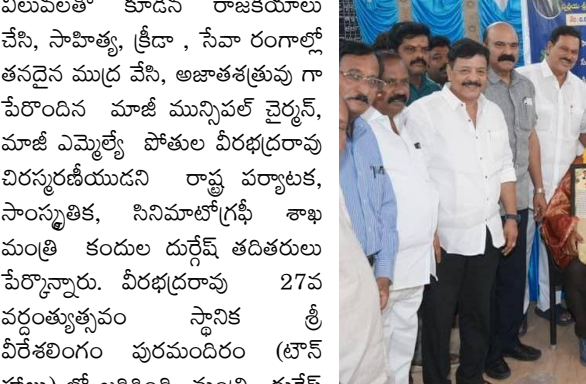 విలువలతో కూడిన రాజకీయాలు
చేసి, సాహిత్య, క్రీడా , సేవా రంగాల్లో
తనదైన ముద్ర వేసి, అజాతశత్రువు గా
పేరొందిన మాజీ మున్సిపల్ చైర్మన్,
మాజీ ఎమ్మెల్యే పోతుల వీరభద్రరావు
చిరస్మరణీయుడని రాష్ట్ర పర్యాటక,
సాంస్కృతిక, సినిమాటోగ్రఫీ శాఖ
మంత్రి కందుల దుర్గేష్ తదితరులు
పేర్కొన్నారు. వీరభద్రరావు 27వ
వర్దంత్యుత్సవం స్థానిక శ్రీ
వీరేశలింగం పురమందిరం (టౌన్